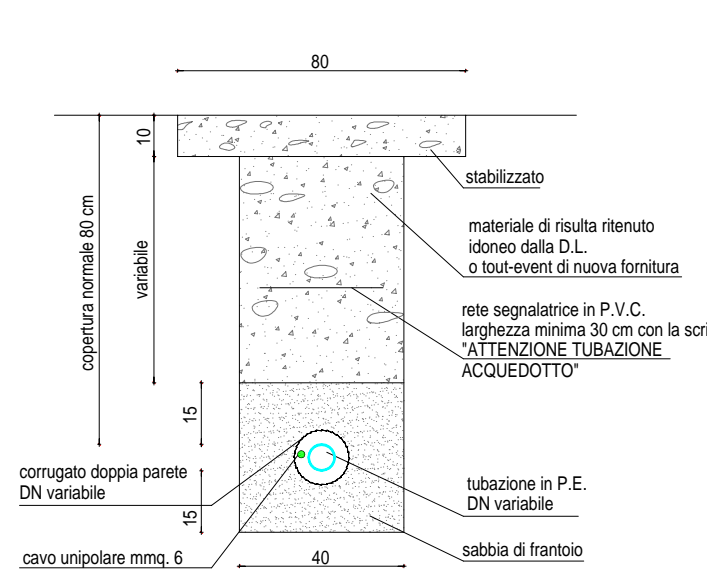 80
10
stabilizzato
copertura normale 80 cm
variabile
materiale di risulta ritenuto
idoneo dalla D.L.
o tout-event di nuova fornitura
rete segnalatrice in P.V.C.
larghezza minima 30 cm con la scri
"ATTENZIONE TUBAZIONE
ACQUEDOTTO"
15
corrugato doppia parete
DN variabile
tubazione in P.E.
DN variabile
15
cavo unipolare mmq. 6
40
sabbia di frantoio